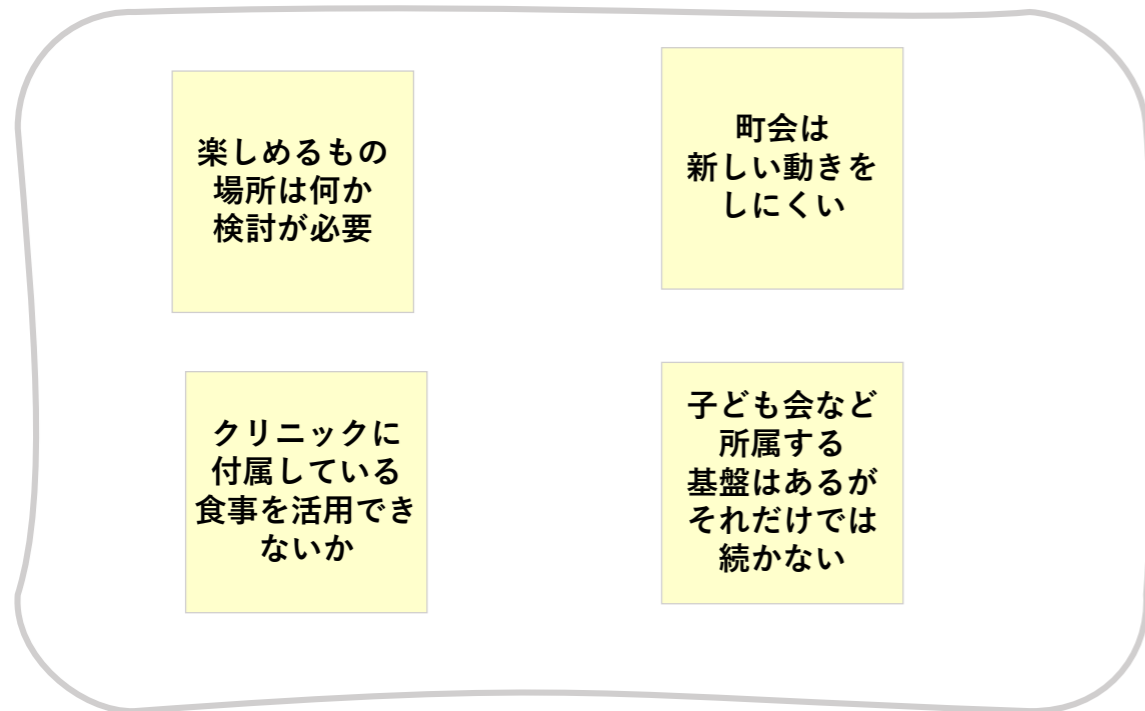 楽しめるもの
場所は何か
検討が必要
町会は
新しい動きを
しにくい
クリニックに
付属している
食事を活用でき
ないか
子ども会など
所属する
基盤はあるが
それだけでは
続かない